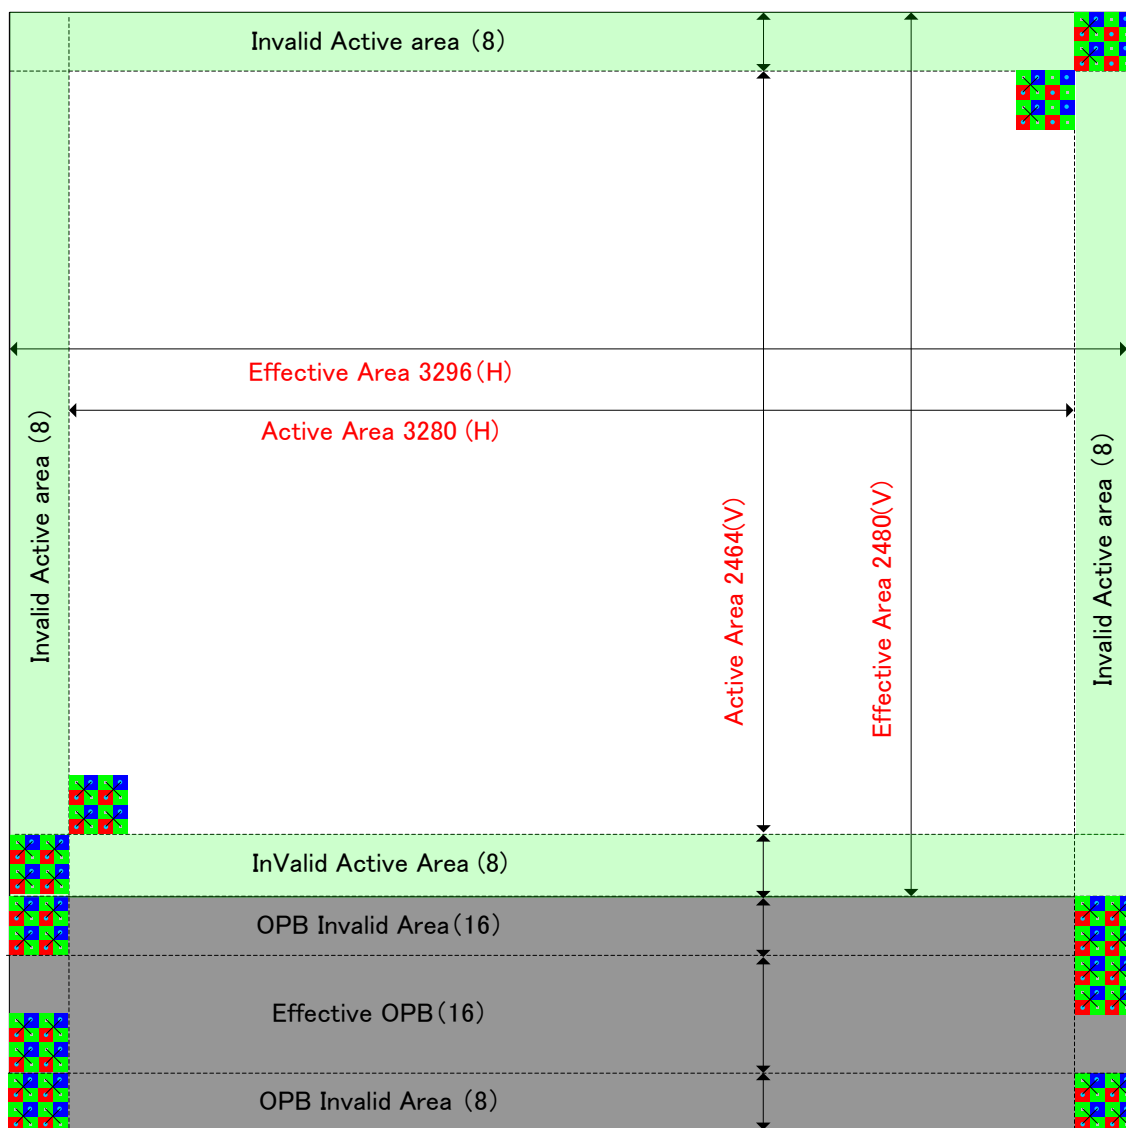 Invalid Active area (8)
Effective Area 3296(H)
Active Area 3280 (H)
Invalid Active area (8)
Active Area 2464(V)
Effective Area 2480(V)
Invalid Active area (8)
InValid Active Area (8)
OPB Invalid Area(16)
Effective OPB(16)
OPB Invalid Area (8)